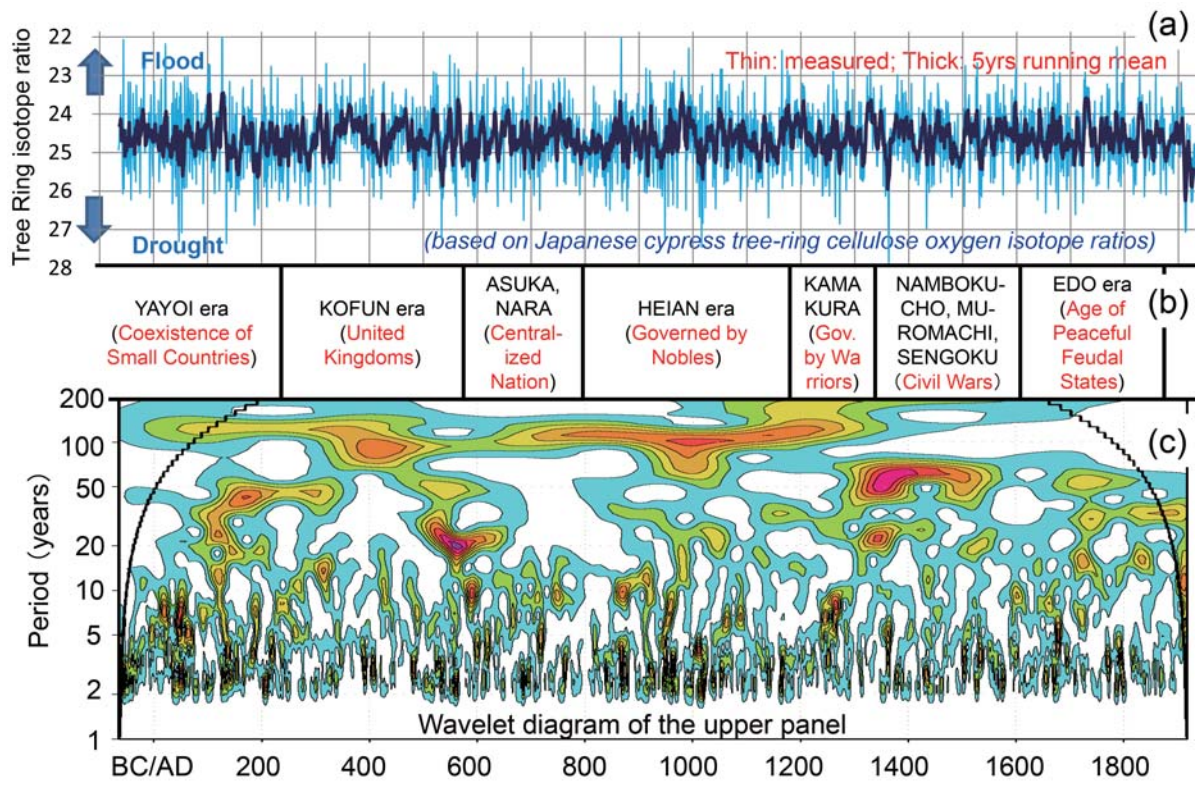 (a)
Tree Ring isotope ratio
22
23
24
25
26
27
28
Flood
Thin: measured; Thick: 5yrs running mean
Drought
(based on Japanese cypress tree-ring cellulose oxygen isotope ratios)
(b)
YAYOI era
(Coexistence of
Small Countries)
KOFUN era
(United
Kingdoms)
ASUKA,
NARA
(Central-
ized
Nation)
HEIAN era
(Governed by
Nobles)
KAMA
KURA
(Gov.
by Wa
rriors)
NAMBOKU-
CHO, MU-
ROMACHI,
SENGOKU
(Civil Wars)
EDO era
(Age of
Peaceful
Feudal
States)
(c)
Period (years)
200
100
50
20
10
5
2
1
Wavelet diagram of the upper panel
BC/AD 200 400 600 800 1000 1200 1400 1600 1800